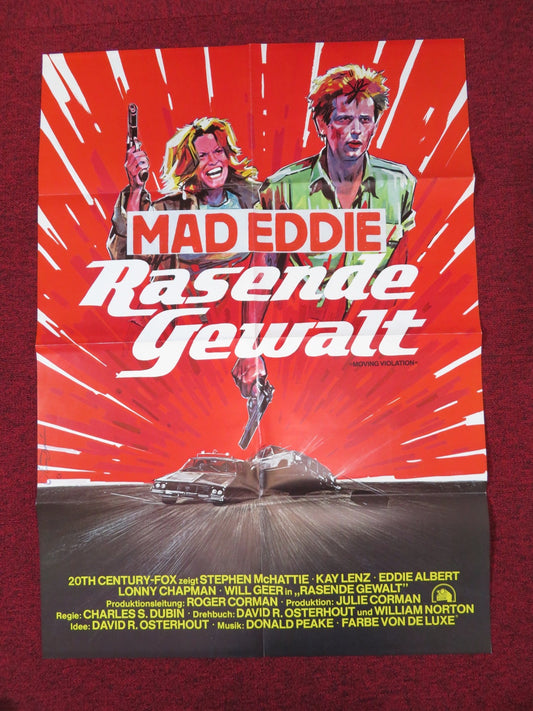 MAD EDDIE
Rasende
Gewalt
»MOVING VIOLATION«
20TH CENTURY-FOX zeigt STEPHEN McHATTIE · KAY LENZ · EDDIE ALBERT
LONNY CHAPMAN · WILL GEER in „RASENDE GEWALT”
Produktionsleitung: ROGER CORMAN · Produktion: JULIE CORMAN
Regie: CHARLES S. DUBIN · Drehbuch: DAVID R. OSTERHOUT und WILLIAM NORTON
Idee: DAVID R. OSTERHOUT · Musik: DONALD PEAKE · FARBE VON DE LUXE